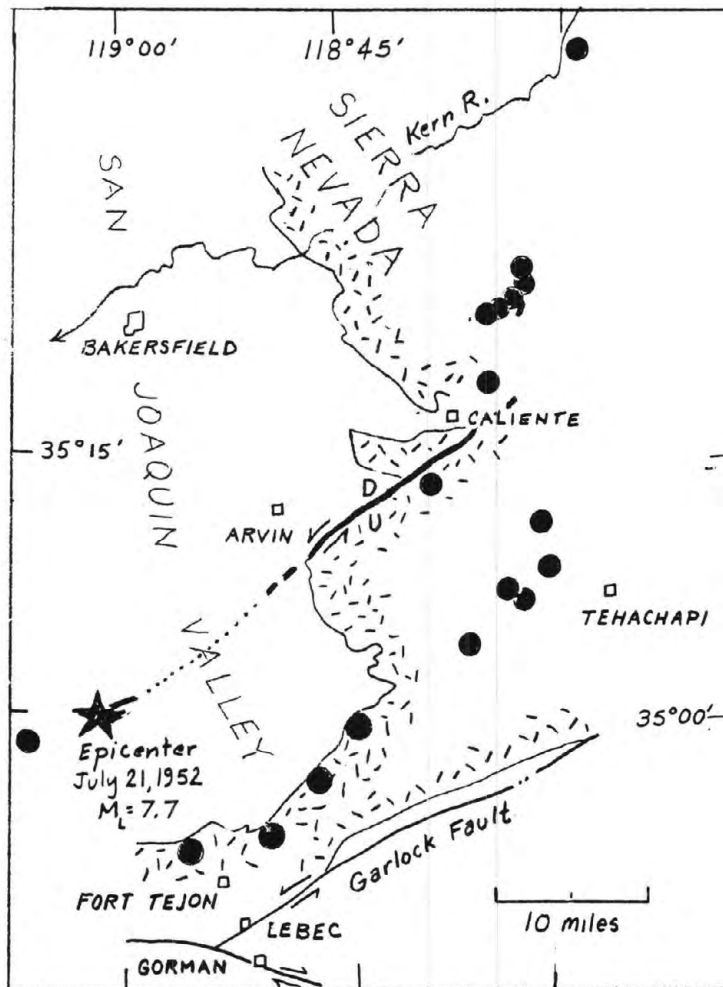 119°00'
118°45'
SIERRA
NEVADA
Kern R.
SAN
JOAQUIN
VALLEY
BAKERSFIELD
CALIENTE
35°15'
D
U
ARVIN
TEHACHAPI
35°00'
Epicenter
July 21, 1952
ML=7.7
Garlock Fault
FORT TEJON
LEBEC
GORMAN
10 miles